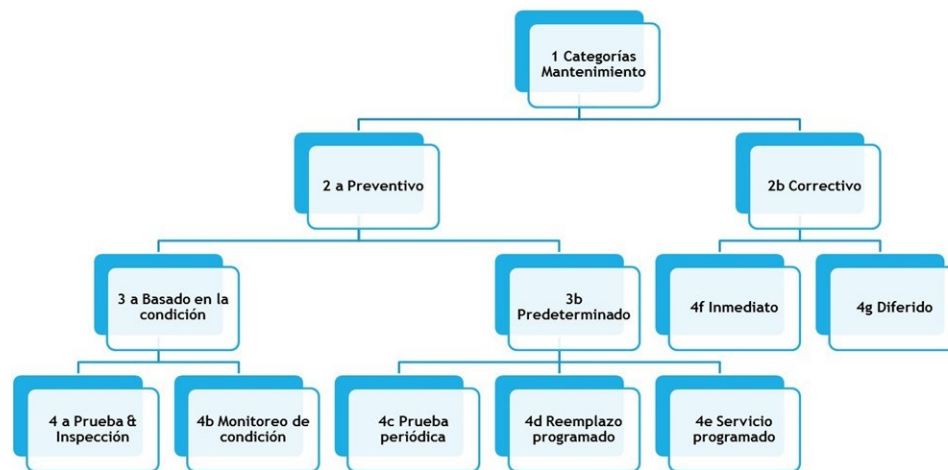 1 Categorías
Mantenimiento
2 a Preventivo
2b Correctivo
3 a Basado en la
condición
3b
Predeterminado
4f Inmediato
4g Diferido
4 a Prueba &
Inspección
4b Monitoreo de
condición
4c Prueba
periódica
4d Reemplazo
programado
4e Servicio
programado